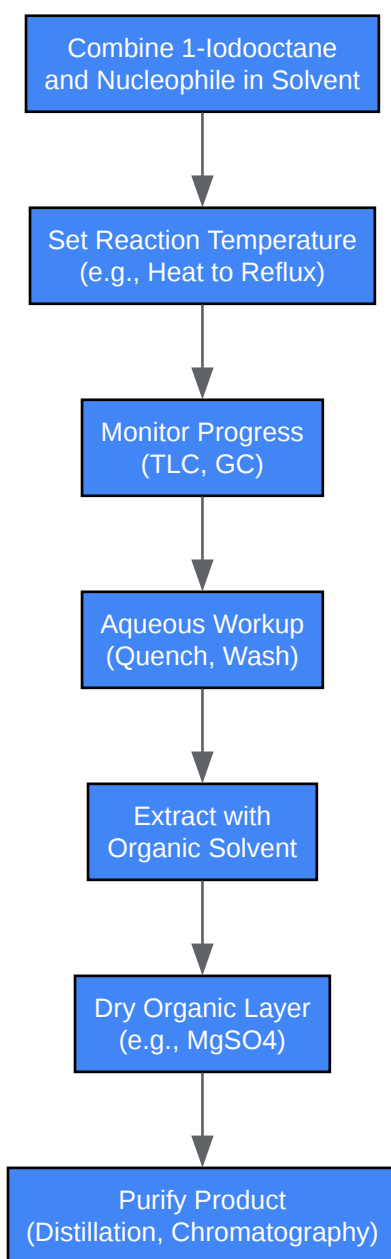 Combine 1-Iodooctane
and Nucleophile in Solvent
Set Reaction Temperature
(e.g., Heat to Reflux)
Monitor Progress
(TLC, GC)
Aqueous Workup
(Quench, Wash)
Extract with
Organic Solvent
Dry Organic Layer
(e.g., MgSO4)
Purify Product
(Distillation, Chromatography)